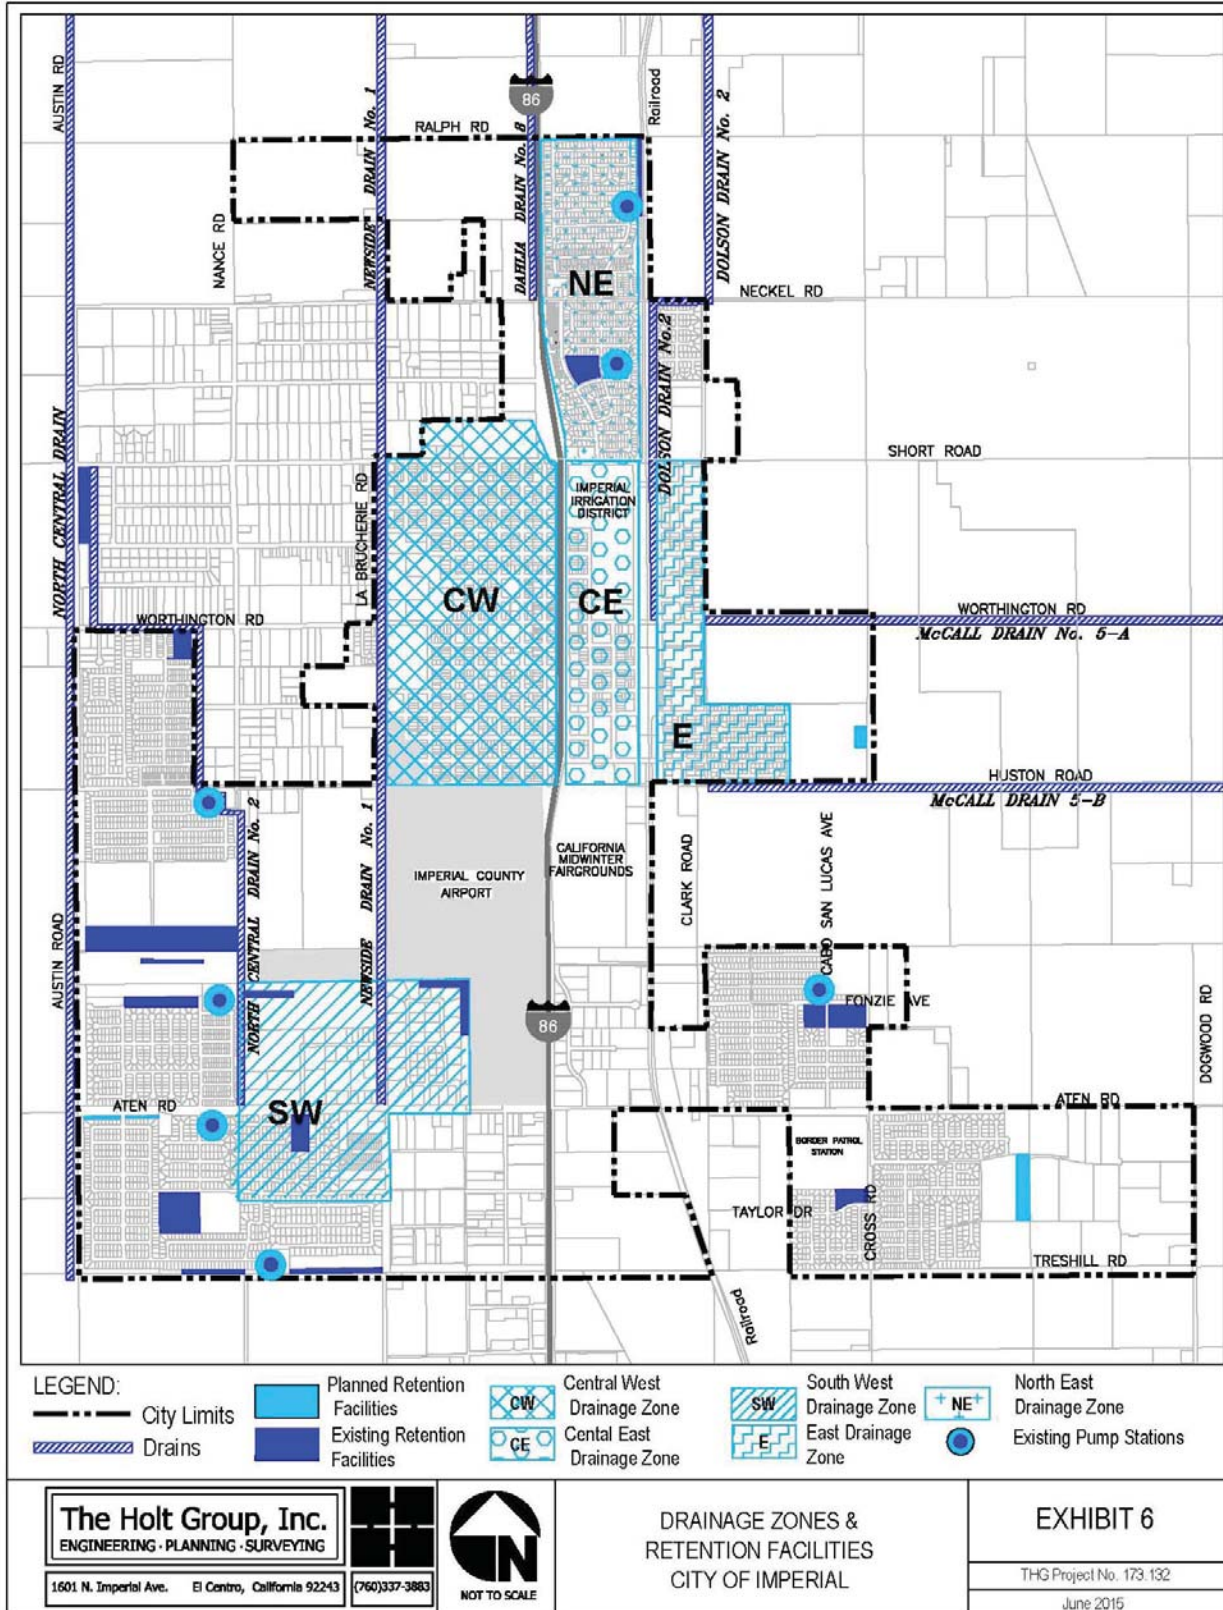 AUSTIN RD
NEWSIDE DRAIN No. 1
RALPH RD
DAHLIA DRAIN No. 8
86
Railroad
DOLSON DRAIN No. 2
NANCE RD
NE
NECKEL RD
DOLSON DRAIN No.2
SHORT ROAD
NORTH CENTRAL DRAIN
LA BRUCHERIE RD
IMPERIAL
IRRIGATION
DISTRICT
CW
CE
WORTHINGTON RD
WORTHINGTON RD
McCALL DRAIN No. 5-A
E
HUSTON ROAD
McCALL DRAIN 5-B
AUSTIN ROAD
NORTH CENTRAL DRAIN No. 2
NEWSIDE DRAIN No. 1
IMPERIAL COUNTY
AIRPORT
CALIFORNIA
MIDWINTER
FAIRGROUNDS
CLARK ROAD
CABO SAN LUCAS AVE
FONZIE AVE
DOGWOOD RD
86
ATEN RD
SW
ATEN RD
BORDER PATROL
STATION
TAYLOR DR
CROSS RD
TRESHILL RD
Railroad
LEGEND:
City Limits
Drains
Planned Retention
Facilities
Existing Retention
Facilities
CW
Central West
Drainage Zone
CE
Cental East
Drainage Zone
SW
South West
Drainage Zone
E
East Drainage
Zone
NE
North East
Drainage Zone
Existing Pump Stations
The Holt Group, Inc.
ENGINEERING · PLANNING · SURVEYING
1601 N. Imperial Ave. El Centro, California 92243
(760)337-3883
N
NOT TO SCALE
DRAINAGE ZONES &
RETENTION FACILITIES
CITY OF IMPERIAL
EXHIBIT 6
THG Project No. 173.132
June 2015